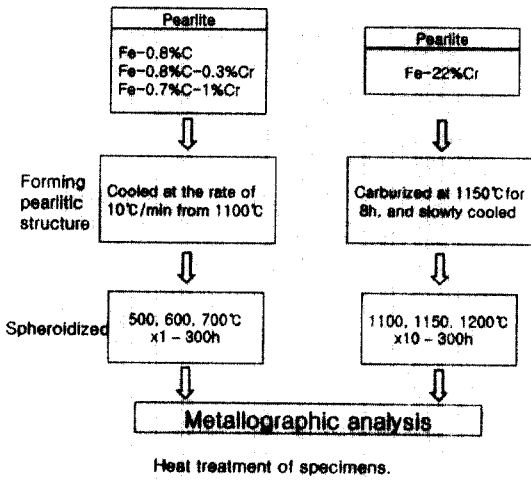 Pearlite
Fe-0.8%C
Fe-0.8%C-0.3%Cr
Fe-0.7%C-1%Cr
Pearlite
Fe-22%Cr
Forming
pearlitic
structure
Cooled at the rate of
10℃/min from 1100℃
Carburized at 1150℃ for
8h, and slowly cooled
Spheroidized
500, 600, 700℃
x1 - 300h
1100, 1150, 1200℃
x10 - 300h
Metallographic analysis
Heat treatment of specimens.